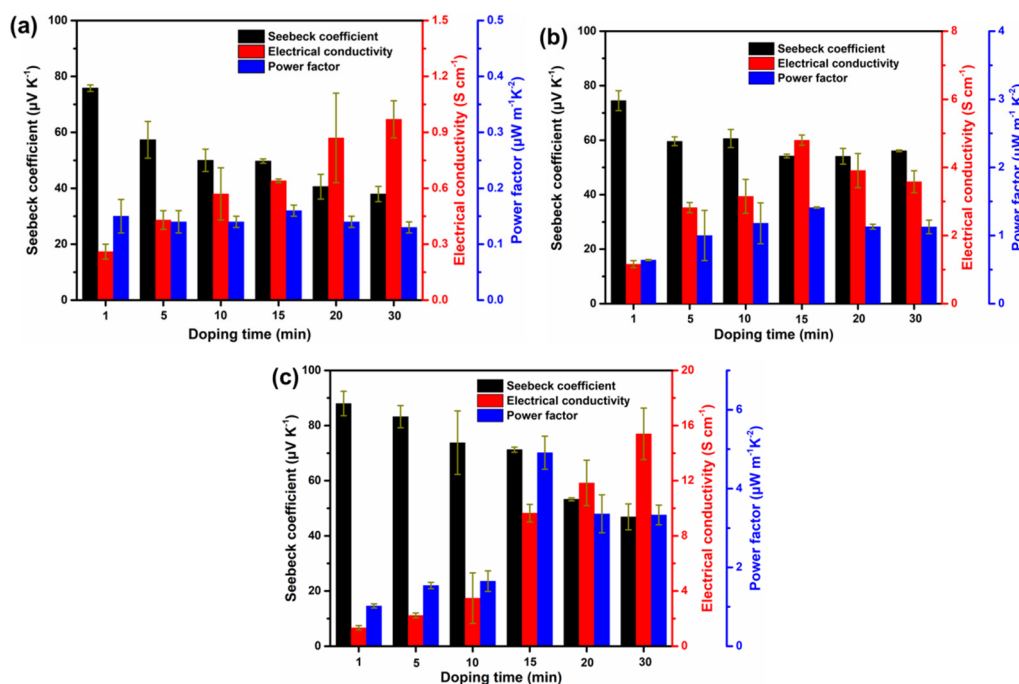 (a)
Seebeck coefficient
Electrical conductivity
Power factor
Seebeck coefficient (µV K⁻¹)
100
80
60
40
20
0
1 5 10 15 20 30
Doping time (min)
1.5
1.2
0.9
0.6
0.3
0.0
Electrical conductivity (S cm⁻¹)
0.5
0.4
0.3
0.2
0.1
0.0
Power factor (µW m⁻¹K⁻²)
(b)
Seebeck coefficient
Electrical conductivity
Power factor
Seebeck coefficient (µV K⁻¹)
100
80
60
40
20
0
1 5 10 15 20 30
Doping time (min)
8
6
4
2
0
Electrical conductivity (S cm⁻¹)
4
3
2
1
0
Power factor (µW m⁻¹K⁻²)
(c)
Seebeck coefficient
Electrical conductivity
Power factor
Seebeck coefficient (µV K⁻¹)
100
80
60
40
20
0
1 5 10 15 20 30
Doping time (min)
20
16
12
8
4
0
Electrical conductivity (S cm⁻¹)
6
4
2
0
Power factor (µW m⁻¹K⁻²)